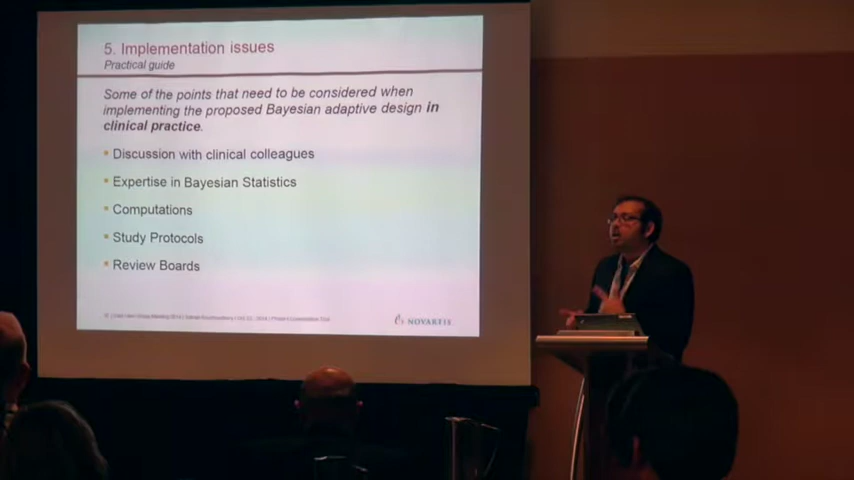 5. Implementation issues
Practical guide
Some of the points that need to be considered when
implementing the proposed Bayesian adaptive design in
clinical practice.
Discussion with clinical colleagues
Expertise in Bayesian Statistics
Computations
Study Protocols
Review Boards
NOVARTIS